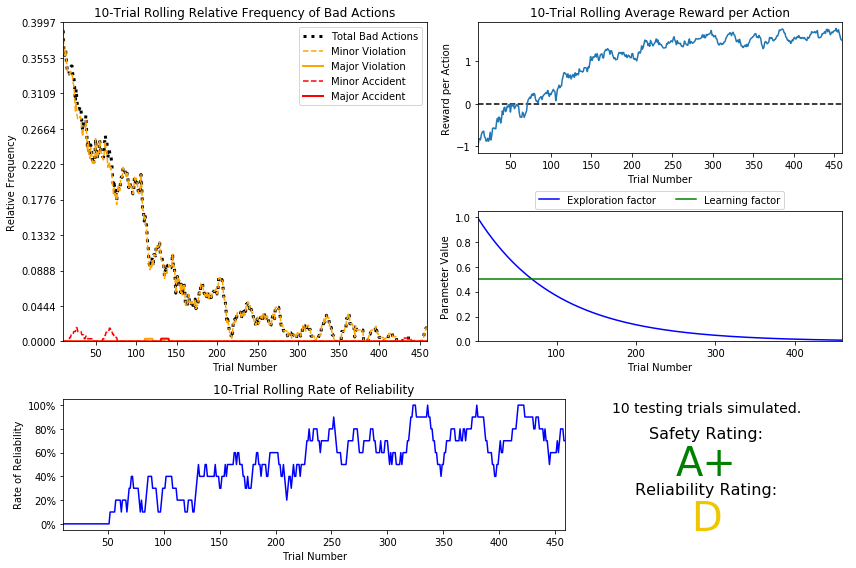 10-Trial Rolling Relative Frequency of Bad Actions
0.3997
0.3553
0.3109
0.2664
0.2220
0.1776
0.1332
0.0888
0.0444
0.0000
Relative Frequency
Total Bad Actions
Minor Violation
Major Violation
Minor Accident
Major Accident
50 100 150 200 250 300 350 400 450
Trial Number
10-Trial Rolling Average Reward per Action
1
0
−1
Reward per Action
50 100 150 200 250 300 350 400 450
Trial Number
Exploration factor Learning factor
1.0
0.8
0.6
0.4
0.2
0.0
Parameter Value
100 200 300 400
Trial Number
10-Trial Rolling Rate of Reliability
100%
80%
60%
40%
20%
0%
Rate of Reliability
50 100 150 200 250 300 350 400 450
Trial Number
10 testing trials simulated.
Safety Rating:
A+
Reliability Rating:
D